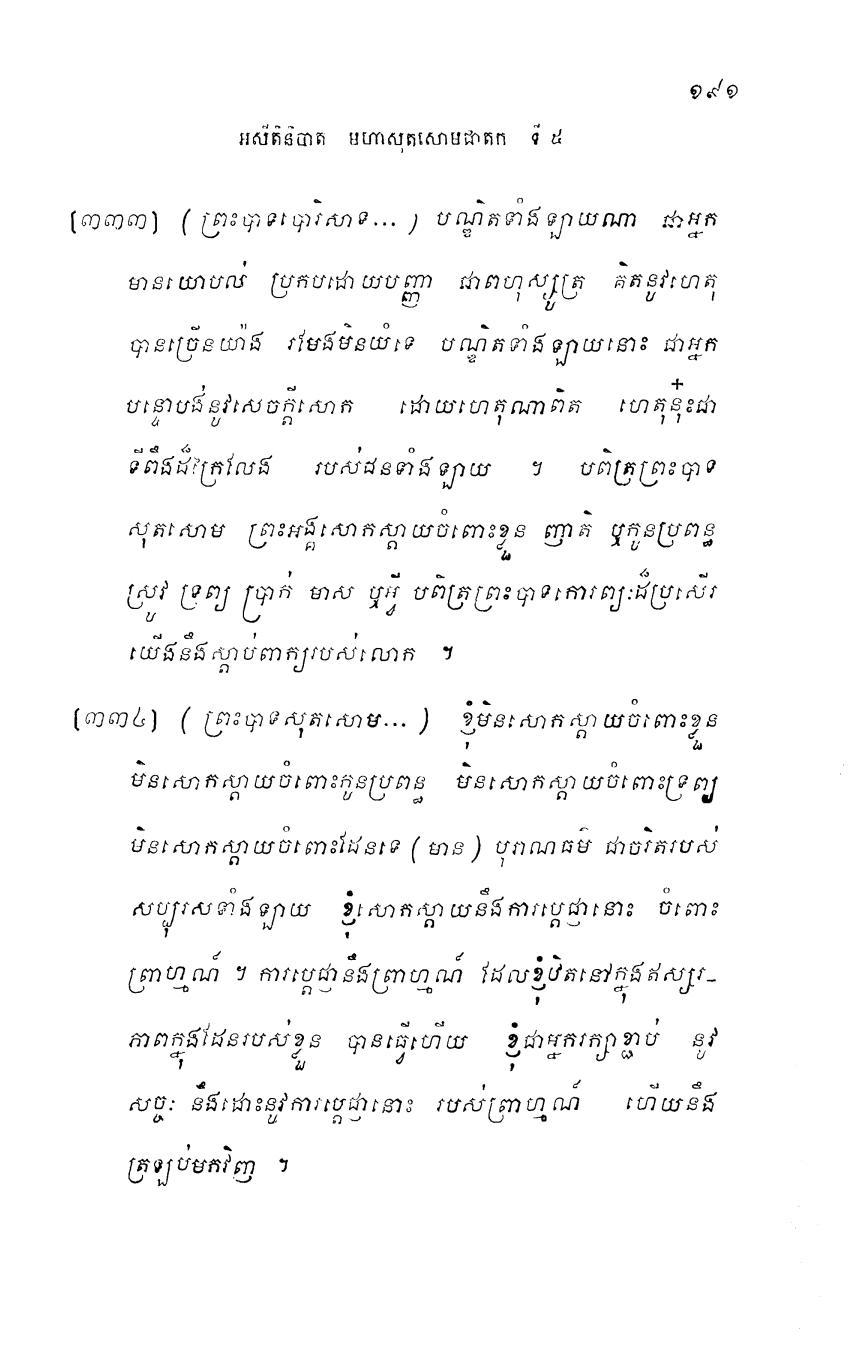 ១៩១
អសីតិនិបាត មហាសុតសោមជាតក ទី ៥
[៣៣៣] ( ព្រះបាទបោរិសាទ... ) បណ្ឌិតទាំងឡាយណា ជាអ្នក
មានយោបល់ ប្រកបដោយបញ្ញា ជាពហុស្សូត្រ គិតនូវហេតុ
បានច្រើនយ៉ាង រមែងមិនយំទេ បណ្ឌិតទាំងឡាយនោះ ជាអ្នក
បន្ទោបង់នូវសេចក្តីសោក ដោយហេតុណាពិត ហេតុនុ៎ះជា
ទីពឹងដ៏ក្រលែង របស់ជនទាំងឡាយ ។ បពិត្រព្រះបាទ
សុតសោម ព្រះអង្គសោកស្តាយចំពោះខ្លួន ញាតិ ឬកូនប្រពន្ធ
ស្រូវ ទ្រព្យ ប្រាក់ មាស ឬអ្វី បពិត្រព្រះបាទកោរព្យៈដ៏ប្រសើរ
យើងនឹងស្តាប់ពាក្យរបស់លោក ។
[៣៣៤] ( ព្រះបាទសុតសោម... ) ខ្ញុំមិនសោកស្តាយចំពោះខ្លួន
មិនសោកស្តាយចំពោះកូនប្រពន្ធ មិនសោកស្តាយចំពោះទ្រព្យ
មិនសោកស្តាយចំពោះដែនទេ ( មាន ) បុរាណធម៌ ជាចរិតរបស់
សប្បុរសទាំងឡាយ ខ្ញុំសោកស្តាយនឹងការប្តេជ្ញានោះ ចំពោះ
ព្រាហ្មណ៍ ។ ការប្តេជ្ញានឹងព្រាហ្មណ៍ ដែលខ្ញុំឋិតនៅក្នុងឥស្សរ-
ភាពក្នុងដែនរបស់ខ្លួន បានធ្វើហើយ ខ្ញុំជាអ្នករក្សាខ្ជាប់ នូវ
សច្ចៈ នឹងដោះនូវការប្តេជ្ញានោះ របស់ព្រាហ្មណ៍ ហើយនឹង
ត្រឡប់មកវិញ ។